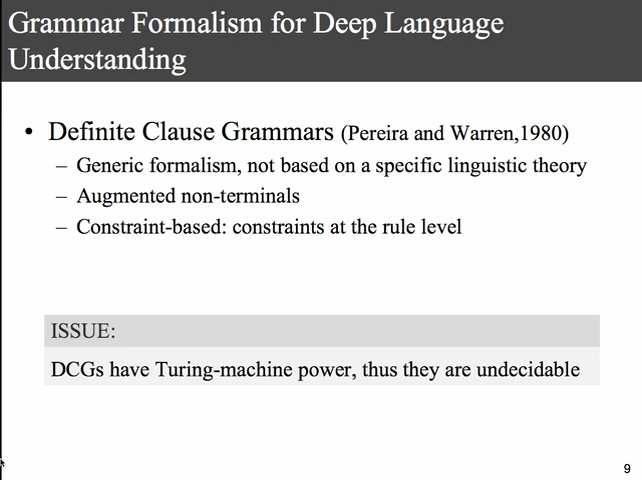 Grammar Formalism for Deep Language
Understanding
• Definite Clause Grammars (Pereira and Warren,1980)
– Generic formalism, not based on a specific linguistic theory
– Augmented non-terminals
– Constraint-based: constraints at the rule level
ISSUE:
DCGs have Turing-machine power, thus they are undecidable
9